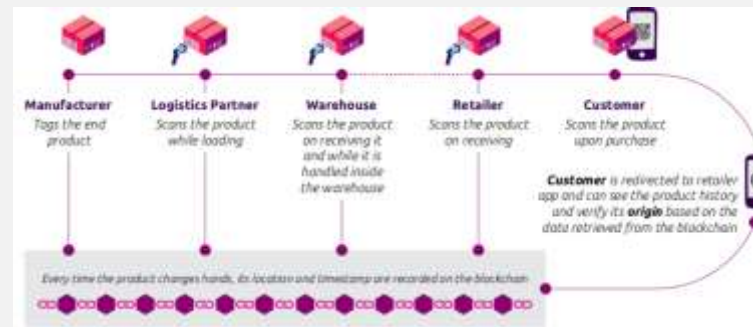 Manufacturer
Tags the end
product
Logistics Partner
Scans the product
while loading
Warehouse
Scans the product
on receiving it
and while it is
handled inside
the warehouse
Retailer
Scans the product
on receiving
Customer
Scans the product
upon purchase
Customer is redirected to retailer
app and can see the product history
and verify its origin based on the
data retrieved from the blockchain
Every time the product changes hands, its location and timestamp are recorded on the blockchain